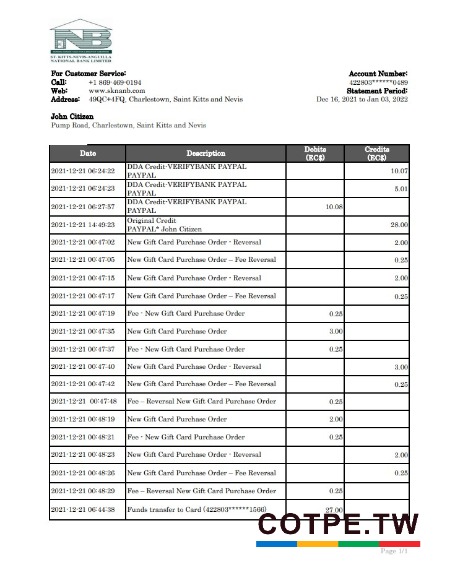 NB
ST. KITTS-NEVIS-ANGUILLA
NATIONAL BANK LIMITED
For Customer Service:
Call: +1 869-469-0194
Web: www.sknanb.com
Address: 49QC+4FQ, Charlestown, Saint Kitts and Nevis
Account Number:
422803******0489
Statement Period:
Dec 16, 2021 to Jan 03, 2022
John Citizen
Pump Road, Charlestown, Saint Kitts and Nevis
Date Description Debits (EC$) Credits (EC$)
2021-12-21 06:24:22 DDA Credit-VERIFYBANK PAYPAL PAYPAL 10.07
2021-12-21 06:24:23 DDA Credit-VERIFYBANK PAYPAL PAYPAL 5.01
2021-12-21 06:27:57 DDA Credit-VERIFYBANK PAYPAL PAYPAL 10.08
2021-12-21 14:49:23 Original Credit PAYPAL* John Citizen 28.00
2021-12-21 00:47:02 New Gift Card Purchase Order - Reversal 2.00
2021-12-21 00:47:05 New Gift Card Purchase Order – Fee Reversal 0.25
2021-12-21 00:47:15 New Gift Card Purchase Order - Reversal 2.00
2021-12-21 00:47:17 New Gift Card Purchase Order – Fee Reversal 0.25
2021-12-21 00:47:19 Fee - New Gift Card Purchase Order 0.25
2021-12-21 00:47:35 New Gift Card Purchase Order 3.00
2021-12-21 00:47:37 Fee - New Gift Card Purchase Order 0.25
2021-12-21 00:47:40 New Gift Card Purchase Order - Reversal 3.00
2021-12-21 00:47:42 New Gift Card Purchase Order – Fee Reversal 0.25
2021-12-21 00:47:48 Fee – Reversal New Gift Card Purchase Order 0.25
2021-12-21 00:48:19 New Gift Card Purchase Order 2.00
2021-12-21 00:48:21 Fee - New Gift Card Purchase Order 0.25
2021-12-21 00:48:23 New Gift Card Purchase Order - Reversal 2.00
2021-12-21 00:48:26 New Gift Card Purchase Order – Fee Reversal 0.25
2021-12-21 00:48:29 Fee – Reversal New Gift Card Purchase Order 0.25
2021-12-21 06:44:38 Funds transfer to Card (422803******1566) 27.00
COTPE.TW
Page 1/1